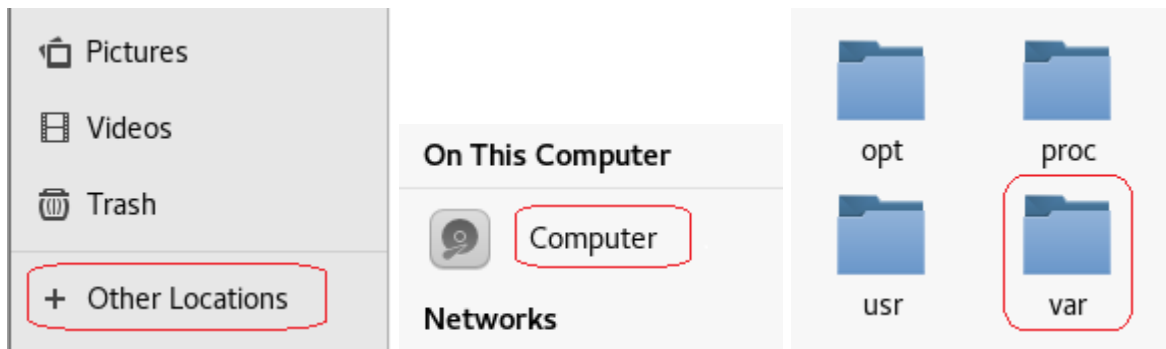 Pictures
Videos
Trash
+ Other Locations
On This Computer
Computer
Networks
opt proc
usr var